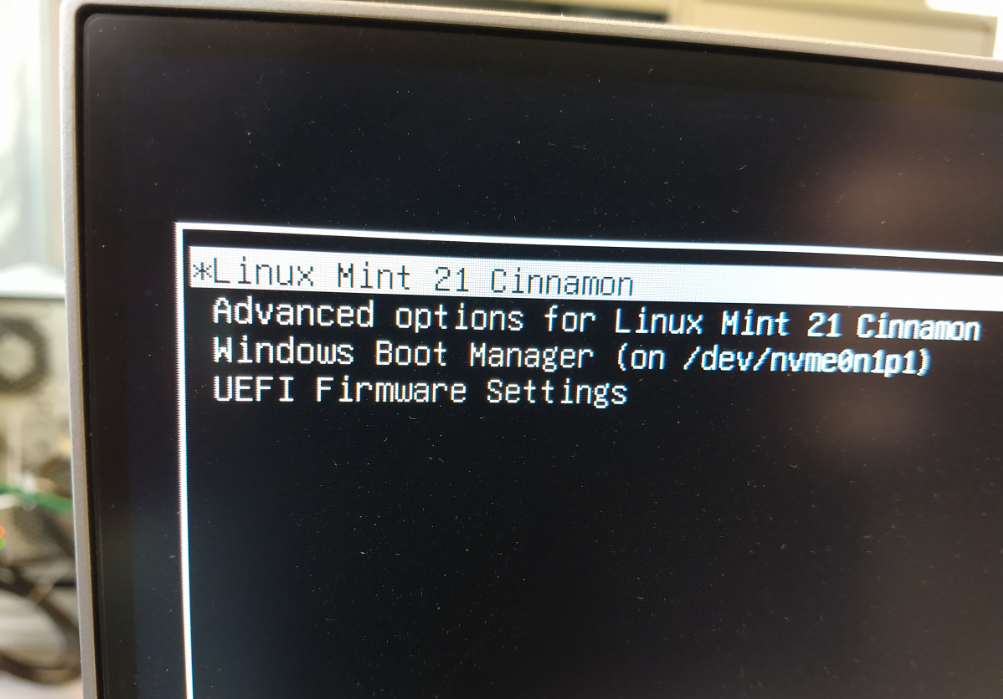 *Linux Mint 21 Cinnamon
Advanced options for Linux Mint 21 Cinnamon
Windows Boot Manager (on /dev/nvme0n1p1)
UEFI Firmware Settings